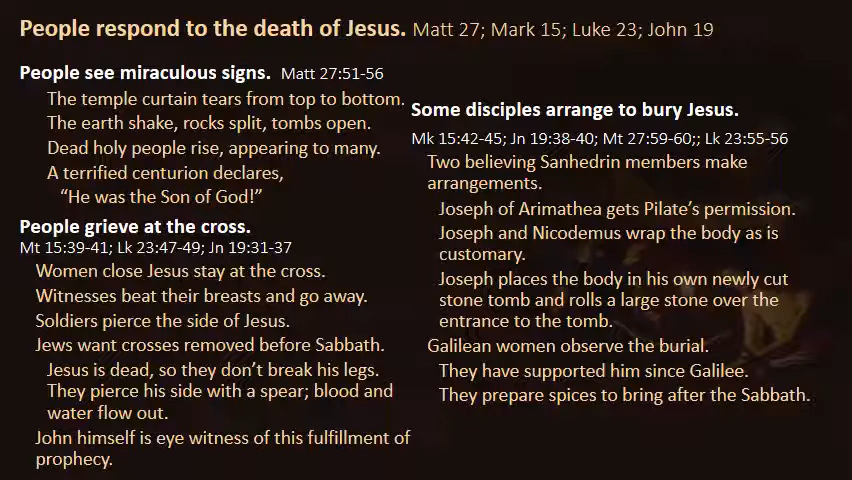 People respond to the death of Jesus. Matt 27; Mark 15; Luke 23; John 19
People see miraculous signs. Matt 27:51-56
The temple curtain tears from top to bottom.
The earth shake, rocks split, tombs open.
Dead holy people rise, appearing to many.
A terrified centurion declares,
“He was the Son of God!”
People grieve at the cross.
Mt 15:39-41; Lk 23:47-49; Jn 19:31-37
Women close Jesus stay at the cross.
Witnesses beat their breasts and go away.
Soldiers pierce the side of Jesus.
Jews want crosses removed before Sabbath.
Jesus is dead, so they don’t break his legs.
They pierce his side with a spear; blood and
water flow out.
John himself is eye witness of this fulfillment of
prophecy.
Some disciples arrange to bury Jesus.
Mk 15:42-45; Jn 19:38-40; Mt 27:59-60;; Lk 23:55-56
Two believing Sanhedrin members make
arrangements.
Joseph of Arimathea gets Pilate’s permission.
Joseph and Nicodemus wrap the body as is
customary.
Joseph places the body in his own newly cut
stone tomb and rolls a large stone over the
entrance to the tomb.
Galilean women observe the burial.
They have supported him since Galilee.
They prepare spices to bring after the Sabbath.